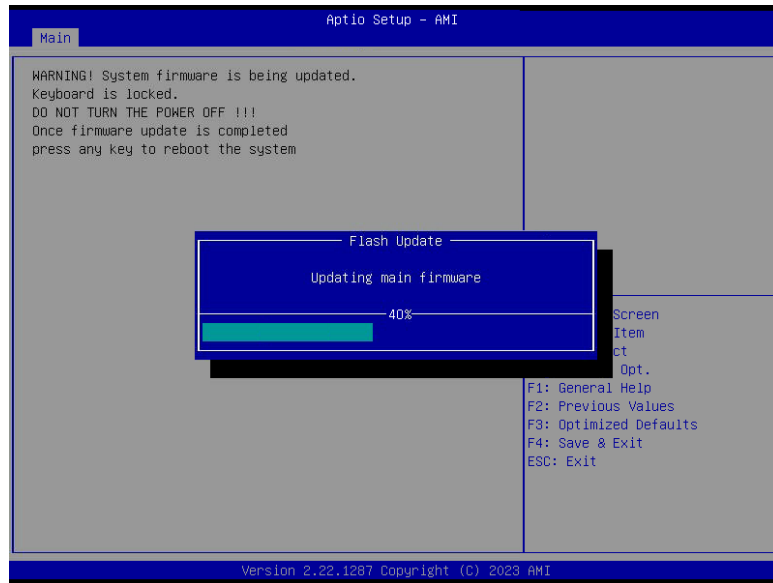 Aptio Setup – AMI
Main
WARNING! System firmware is being updated.
Keyboard is locked.
DO NOT TURN THE POWER OFF !!!
Once firmware update is completed
press any key to reboot the system
Flash Update
Updating main firmware
40%
Screen
Item
ct
Opt.
F1: General Help
F2: Previous Values
F3: Optimized Defaults
F4: Save & Exit
ESC: Exit
Version 2.22.1287 Copyright (C) 2023 AMI